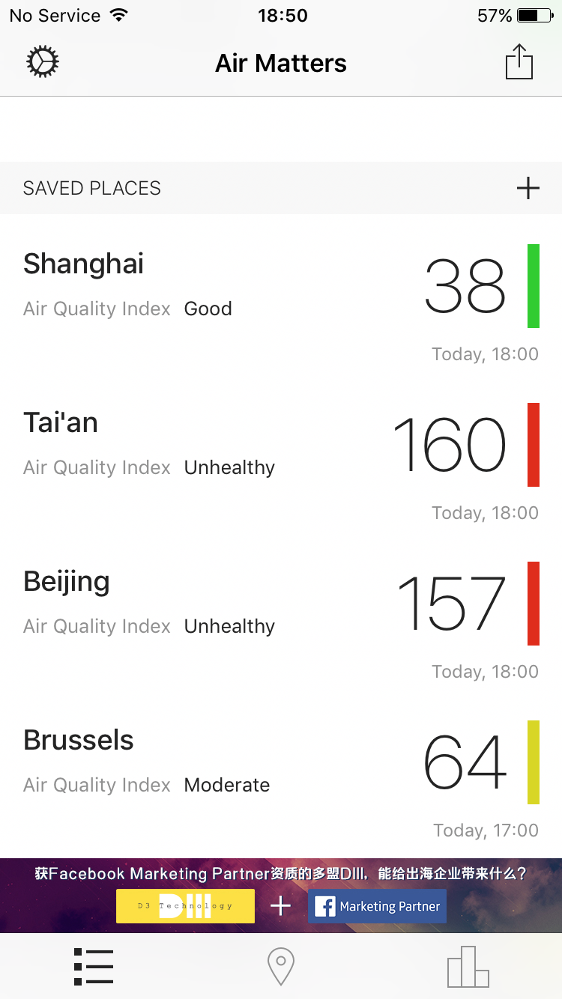 No Service 18:50 57%
Air Matters
SAVED PLACES
Shanghai
38
Air Quality Index Good
Today, 18:00
Tai'an
160
Air Quality Index Unhealthy
Today, 18:00
Beijing
157
Air Quality Index Unhealthy
Today, 18:00
Brussels
64
Air Quality Index Moderate
Today, 17:00
获Facebook Marketing Partner资质的多盟DIII，能给出海企业带来什么？
D3 Technology DIII + f Marketing Partner